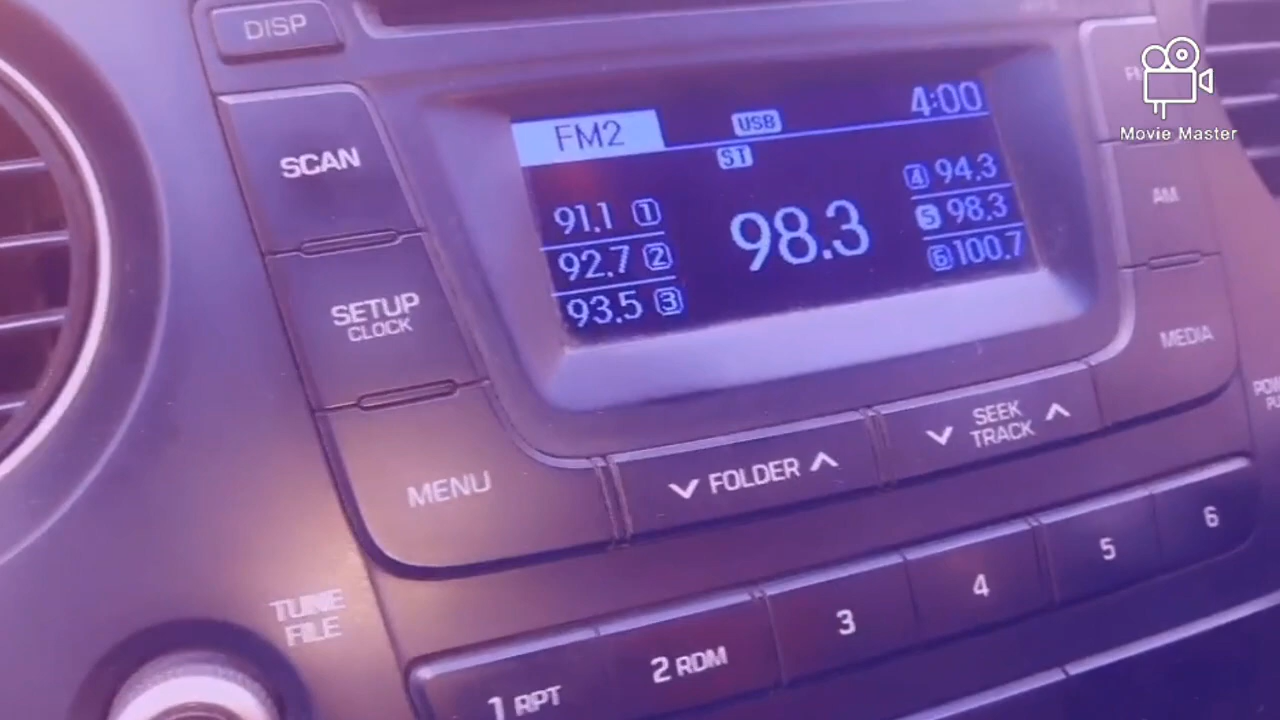 DISP
FM
Movie Master
FM2
USB
4:00
ST
SCAN
AM
91.1 1
92.7 2
93.5 3
98.3
4 94.3
5 98.3
6 100.7
SETUP
CLOCK
MEDIA
MENU
∨ FOLDER ∧
∨ SEEK ∧
TRACK
TUNE
FILE
1 RPT
2 RDM
3
4
5
6